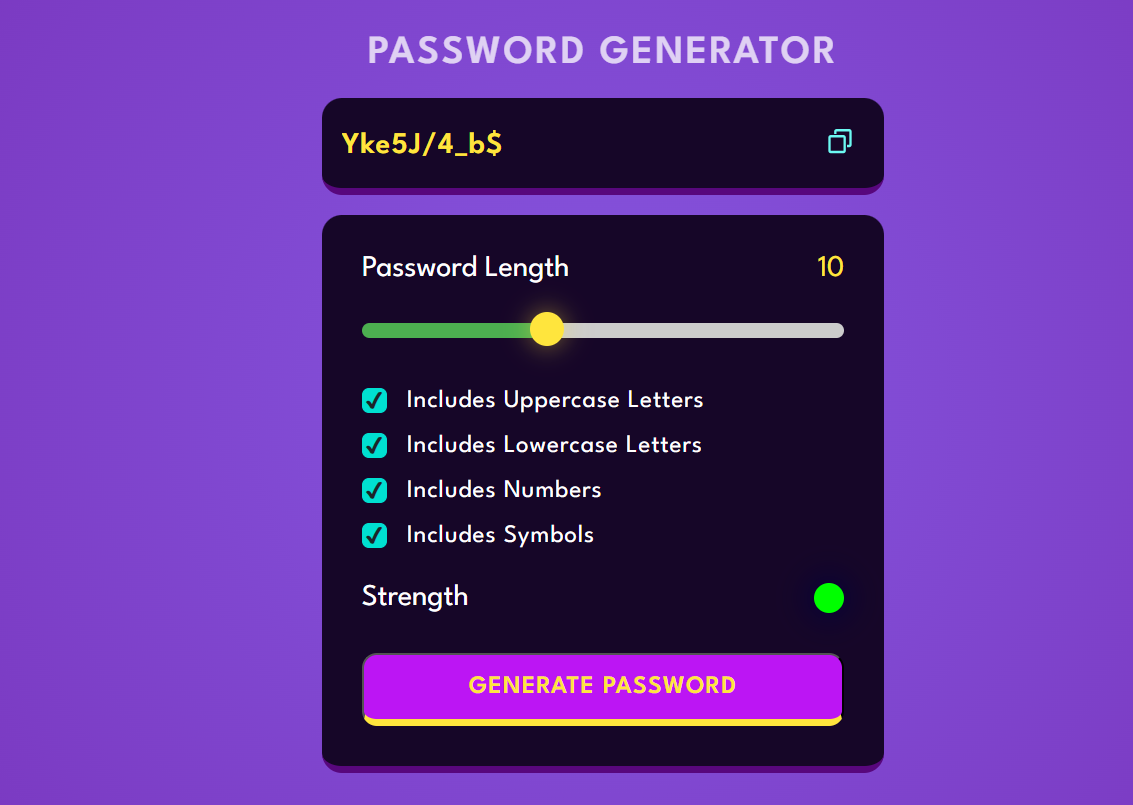 PASSWORD GENERATOR
Yke5J/4_b$
Password Length 10
Includes Uppercase Letters
Includes Lowercase Letters
Includes Numbers
Includes Symbols
Strength
GENERATE PASSWORD